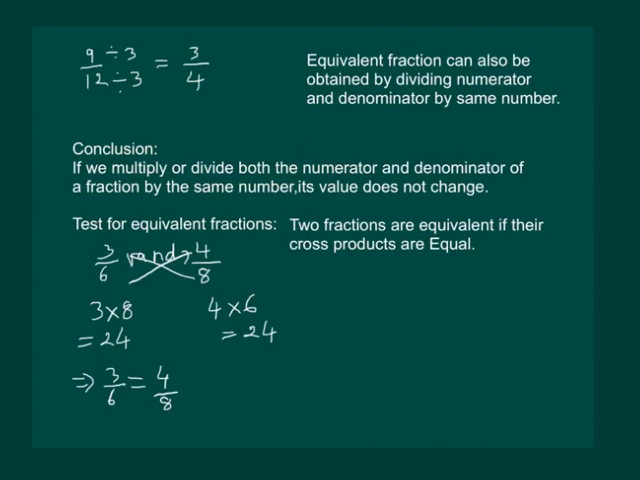 9 ÷ 3 / 12 ÷ 3 = 3 / 4
Equivalent fraction can also be
obtained by dividing numerator
and denominator by same number.
Conclusion:
If we multiply or divide both the numerator and denominator of
a fraction by the same number,its value does not change.
Test for equivalent fractions:
Two fractions are equivalent if their
cross products are Equal.
3/6 and 4/8
3 × 8 4 × 6
= 24 = 24
⇒ 3/6 = 4/8